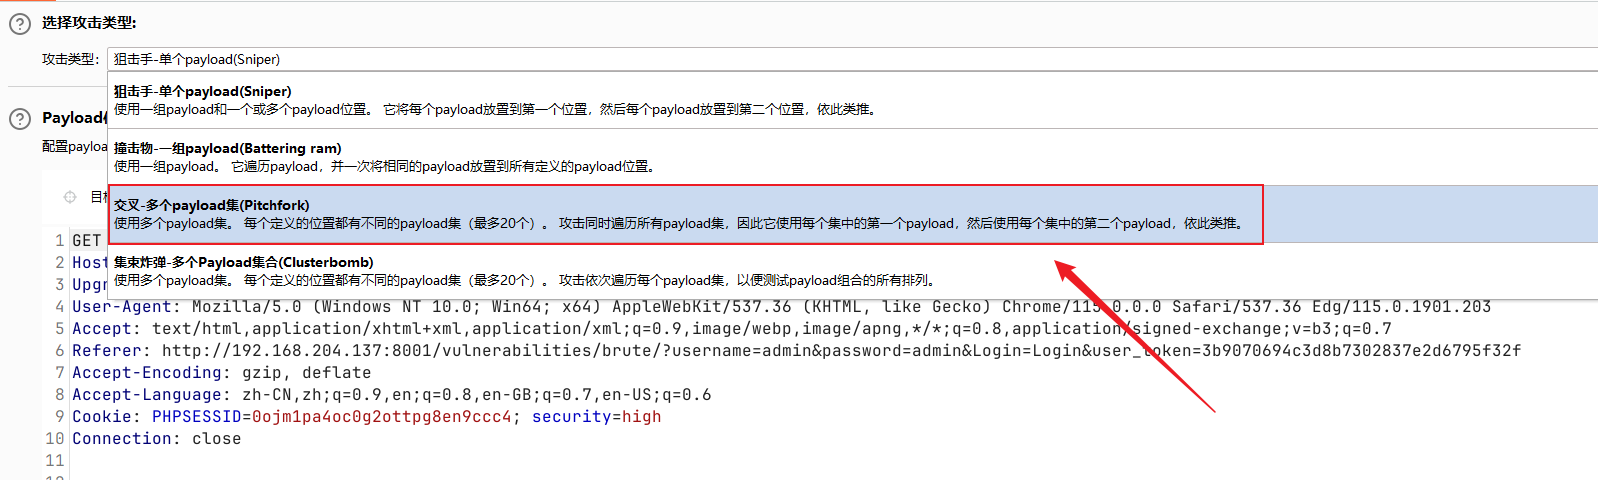 选择攻击类型:
攻击类型: 狙击手-单个payload(Sniper)
狙击手-单个payload(Sniper)
使用一组payload和一个或多个payload位置。 它将每个payload放置到第一个位置，然后每个payload放置到第二个位置，依此类推。
Payload
配置payloa
撞击物-一组payload(Battering ram)
使用一组payload。 它遍历payload，并一次将相同的payload放置到所有定义的payload位置。
目标
交叉-多个payload集(Pitchfork)
使用多个payload集。 每个定义的位置都有不同的payload集（最多20个）。 攻击同时遍历所有payload集，因此它使用每个集中的第一个payload，然后使用每个集中的第二个payload，依此类推。
集束炸弹-多个Payload集合(Clusterbomb)
使用多个payload集。 每个定义的位置都有不同的payload集（最多20个）。 攻击依次遍历每个payload集，以便测试payload组合的所有排列。
1 GET
2 Host
3 Upgr
4 User-Agent: Mozilla/5.0 (Windows NT 10.0; Win64; x64) AppleWebKit/537.36 (KHTML, like Gecko) Chrome/115.0.0.0 Safari/537.36 Edg/115.0.1901.203
5 Accept: text/html,application/xhtml+xml,application/xml;q=0.9,image/webp,image/apng,*/*;q=0.8,application/signed-exchange;v=b3;q=0.7
6 Referer: http://192.168.204.137:8001/vulnerabilities/brute/?username=admin&password=admin&Login=Login&user_token=3b9070694c3d8b7302837e2d6795f32f
7 Accept-Encoding: gzip, deflate
8 Accept-Language: zh-CN,zh;q=0.9,en;q=0.8,en-GB;q=0.7,en-US;q=0.6
9 Cookie: PHPSESSID=0ojm1pa4oc0g2ottpg8en9ccc4; security=high
10 Connection: close
11